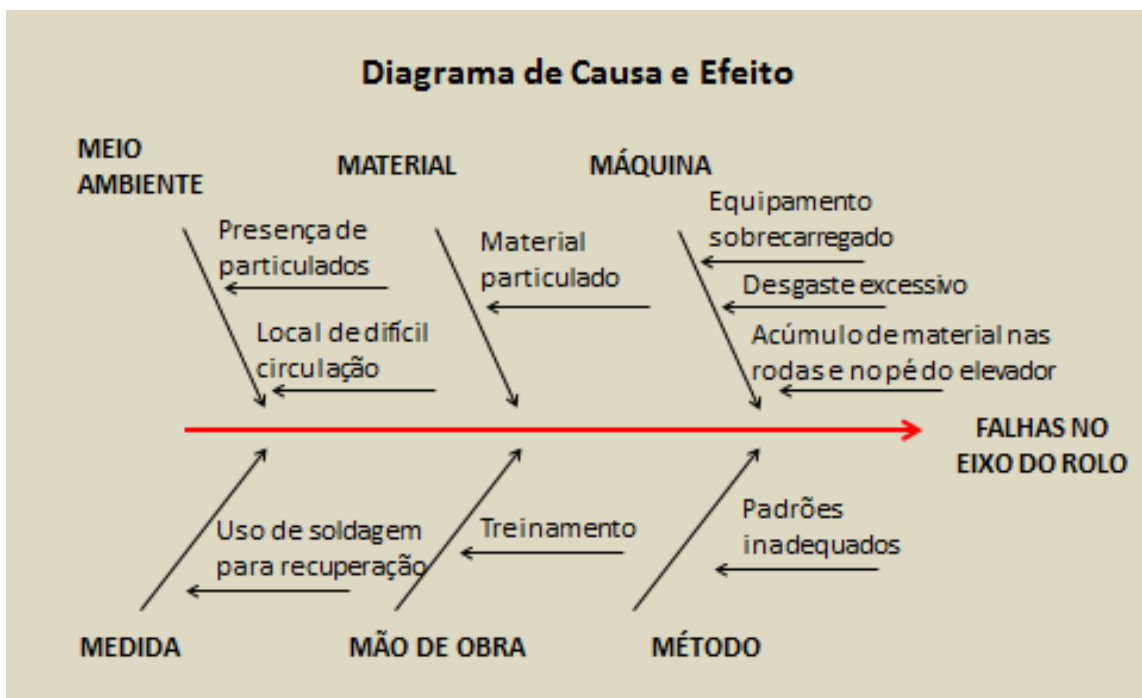 Diagrama de Causa e Efeito
MEIO
AMBIENTE
MATERIAL
MÁQUINA
Presença de
particulados
Local de difícil
circulação
Material
particulado
Equipamento
sobrecarregado
Desgaste excessivo
Acúmulo de material nas
rodas e no pé do elevador
FALHAS NO
EIXO DO ROLO
Uso de soldagem
para recuperação
Treinamento
Padrões
inadequados
MEDIDA
MÃO DE OBRA
MÉTODO